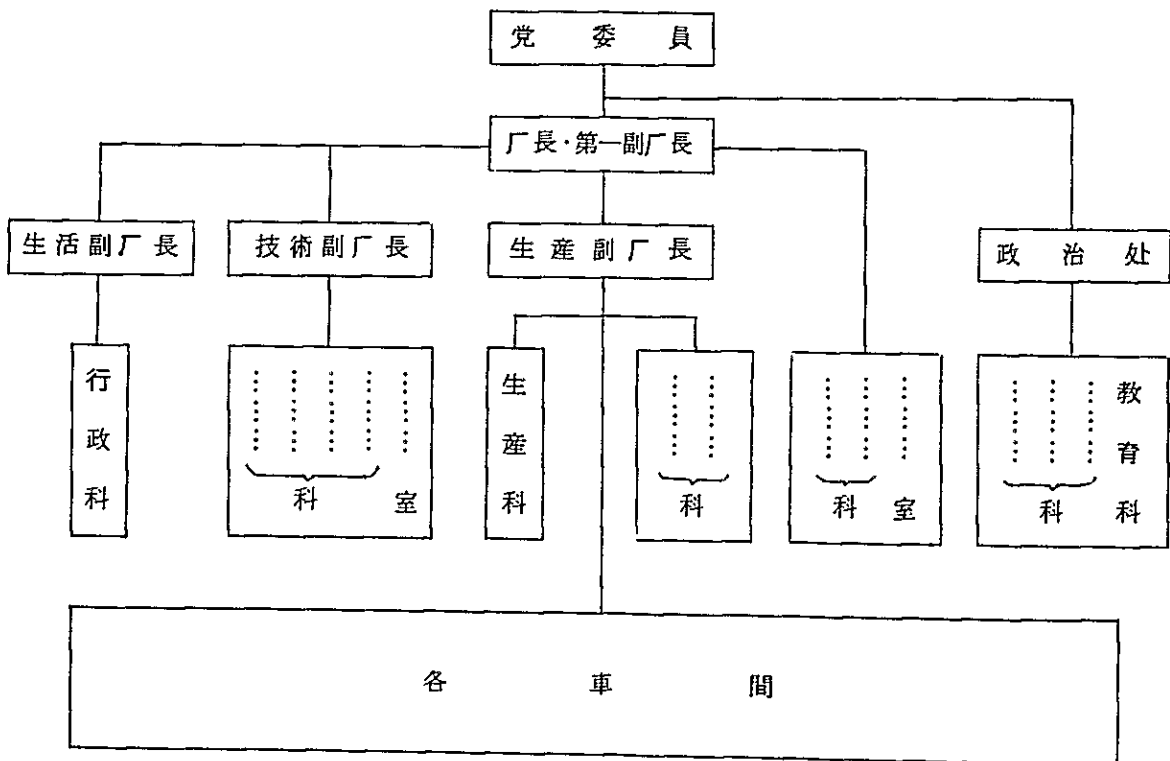 党委員
厂長・第一副厂長
生活副厂長
技術副厂長
生産副厂長
政治処
行政科
科
室
生産科
科
科
室
科
教育科
各車間